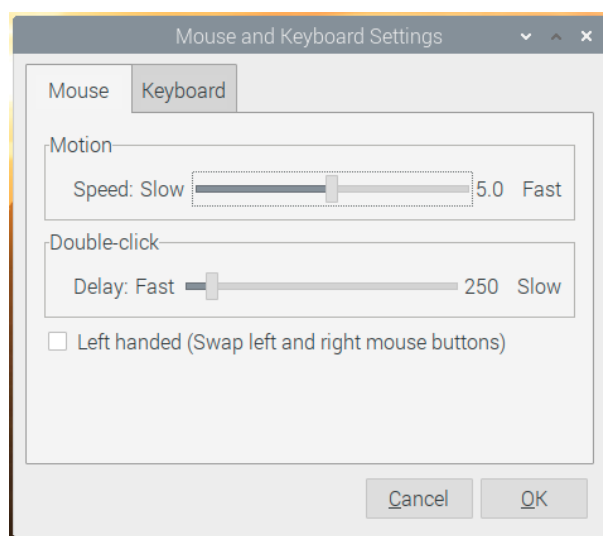 Mouse and Keyboard Settings
Mouse Keyboard
Motion
Speed: Slow 5.0 Fast
Double-click
Delay: Fast 250 Slow
Left handed (Swap left and right mouse buttons)
Cancel OK